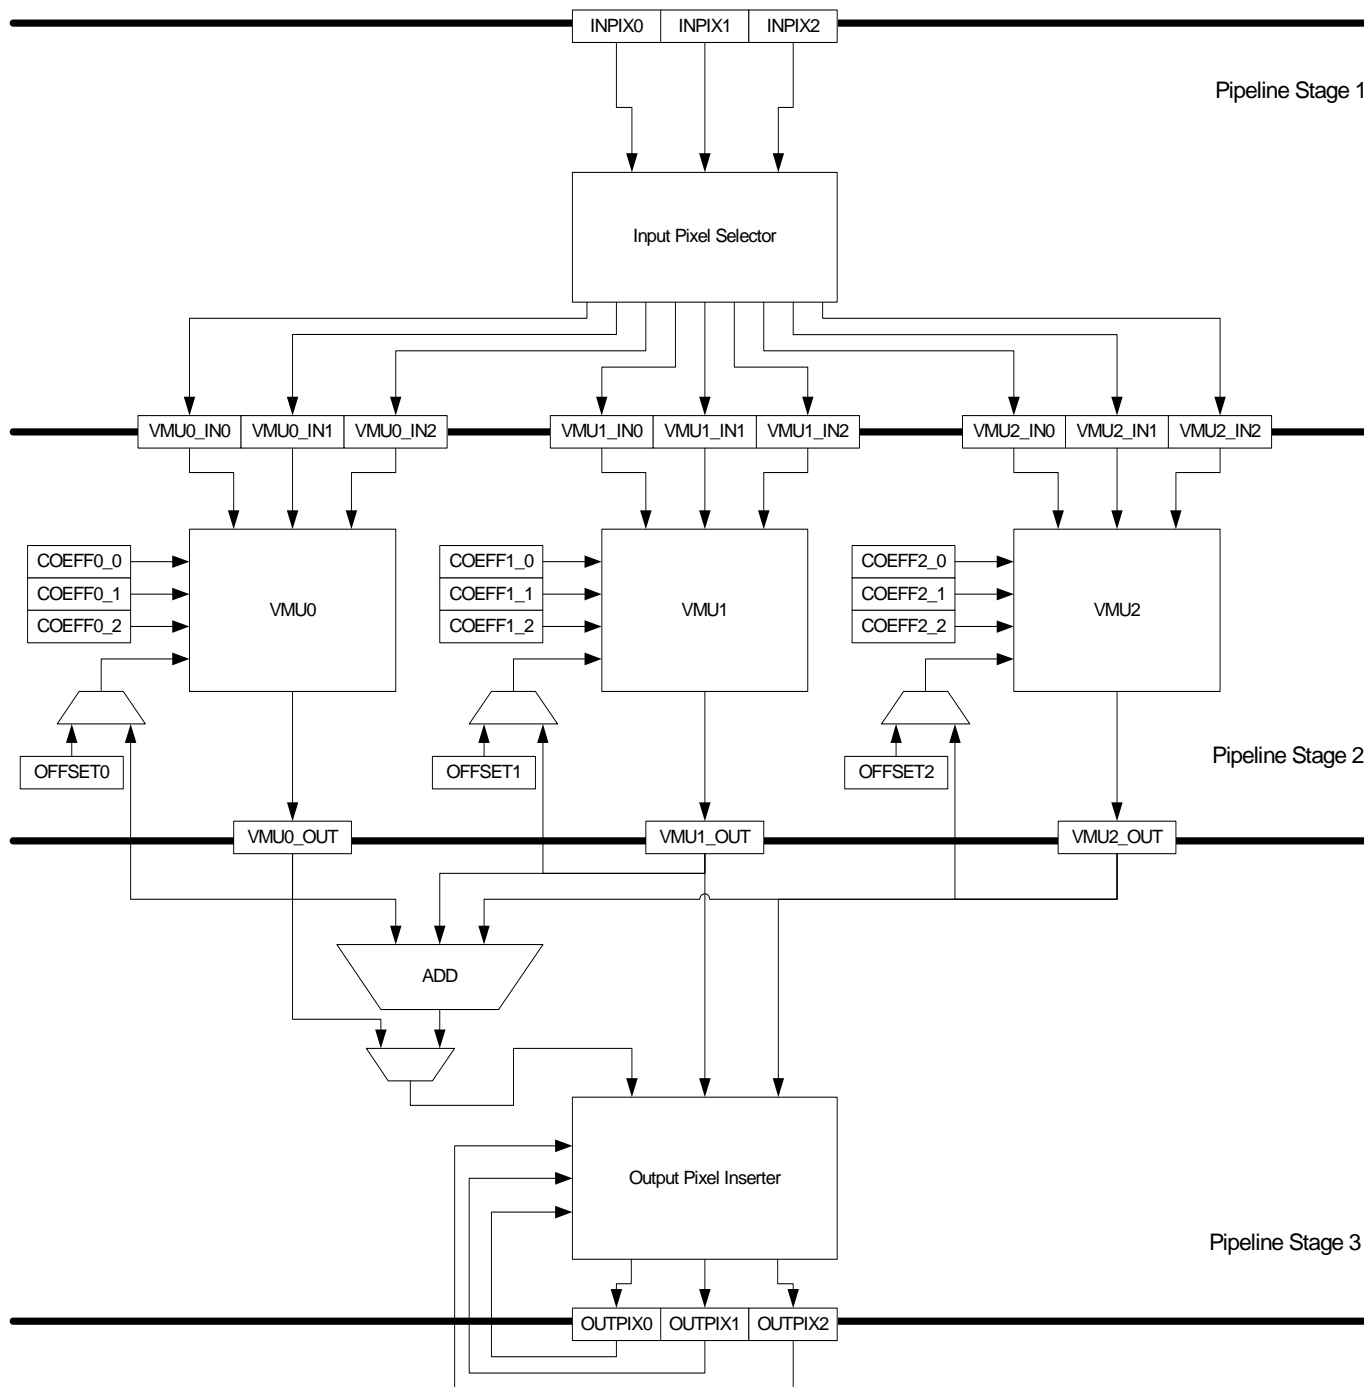 INPIX0 INPIX1 INPIX2
Pipeline Stage 1
Input Pixel Selector
VMU0_IN0 VMU0_IN1 VMU0_IN2 VMU1_IN0 VMU1_IN1 VMU1_IN2 VMU2_IN0 VMU2_IN1 VMU2_IN2
COEFF0_0 COEFF1_0 COEFF2_0
COEFF0_1 COEFF1_1 COEFF2_1
VMU0 VMU1 VMU2
COEFF0_2 COEFF1_2 COEFF2_2
Pipeline Stage 2
OFFSET0 OFFSET1 OFFSET2
VMU0_OUT VMU1_OUT VMU2_OUT
ADD
Output Pixel Inserter
Pipeline Stage 3
OUTPIX0 OUTPIX1 OUTPIX2